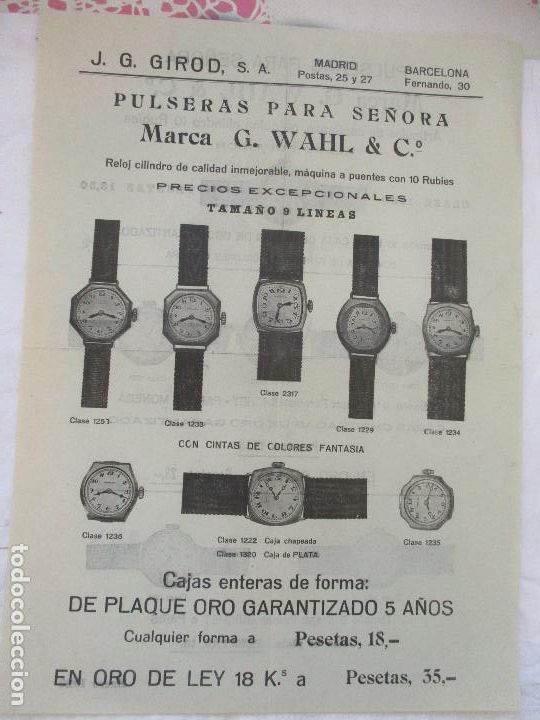 J. G. GIROD, S. A.
MADRID
Postas, 25 y 27
BARCELONA
Fernando, 30
PULSERAS PARA SEÑORA
Marca G. WAHL & C.º
Reloj cilindro de calidad inmejorable, máquina a puentes con 10 Rubies
PRECIOS EXCEPCIONALES
TAMAÑO 9 LINEAS
Clase 1233
Clase 2317
Clase 1229
Clase 1234
CON CINTAS DE COLORES FANTASIA
Clase 1236
Clase 1222 Caja chapeada
Clase 1320 Caja de PLATA
Clase 1235
Cajas enteras de forma:
DE PLAQUE ORO GARANTIZADO 5 AÑOS
Cualquier forma a Pesetas, 18,–
EN ORO DE LEY 18 K.s a Pesetas, 35,–
todocoleccion